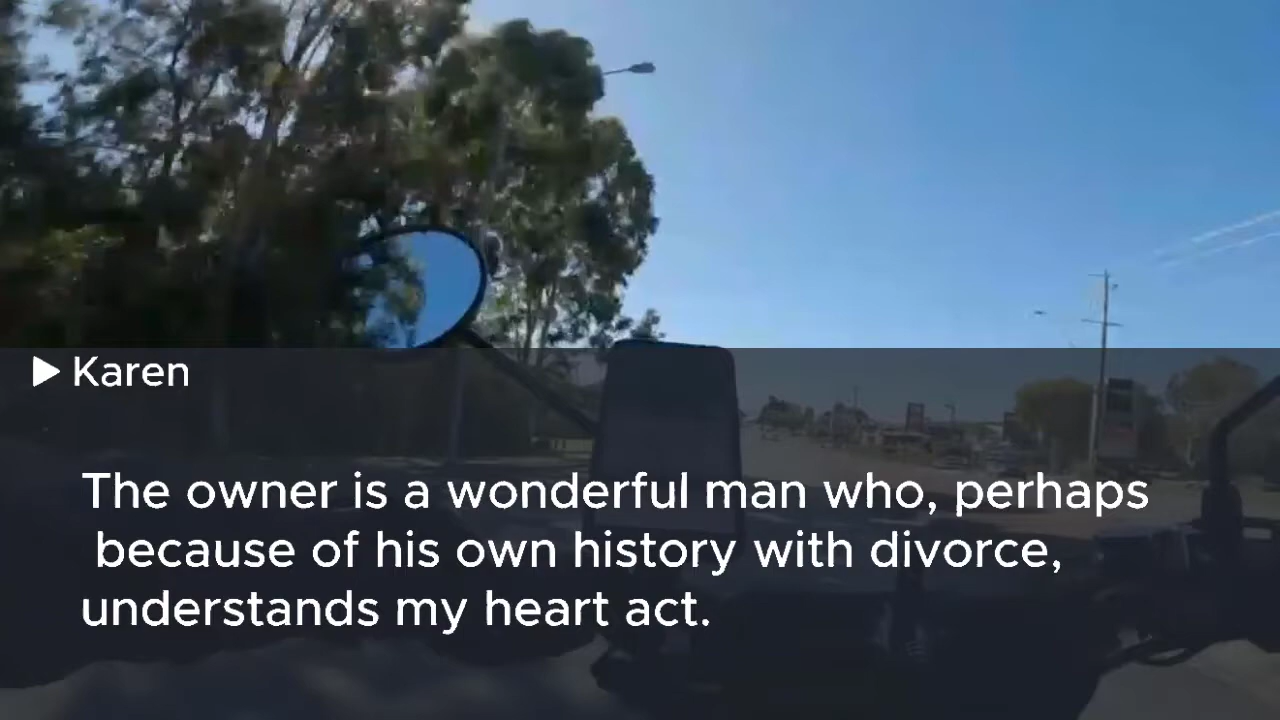 ▶ Karen
The owner is a wonderful man who, perhaps
because of his own history with divorce,
understands my heart act.